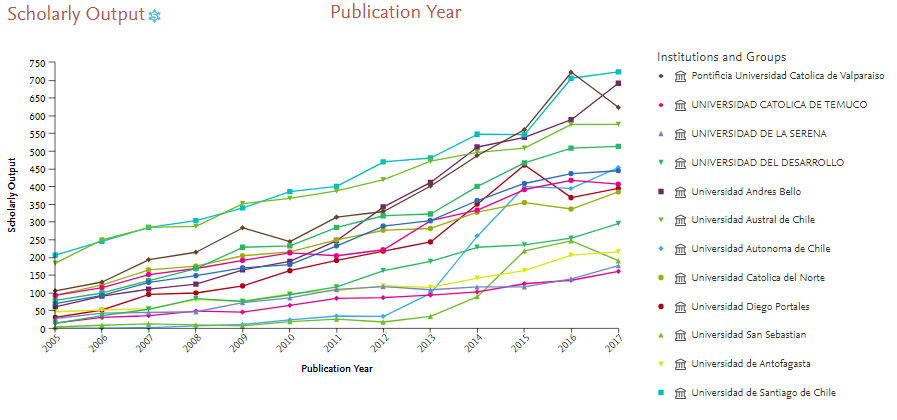 Scholarly Output
Publication Year
Institutions and Groups
750
700
650
600
550
500
450
400
350
300
250
200
150
100
50
0
Scholarly Output
2005
2006
2007
2008
2009
2010
2011
2012
2013
2014
2015
2016
2017
Publication Year
Pontificia Universidad Catolica de Valparaiso
UNIVERSIDAD CATOLICA DE TEMUCO
UNIVERSIDAD DE LA SERENA
UNIVERSIDAD DEL DESARROLLO
Universidad Andres Bello
Universidad Austral de Chile
Universidad Autonoma de Chile
Universidad Catolica del Norte
Universidad Diego Portales
Universidad San Sebastian
Universidad de Antofagasta
Universidad de Santiago de Chile